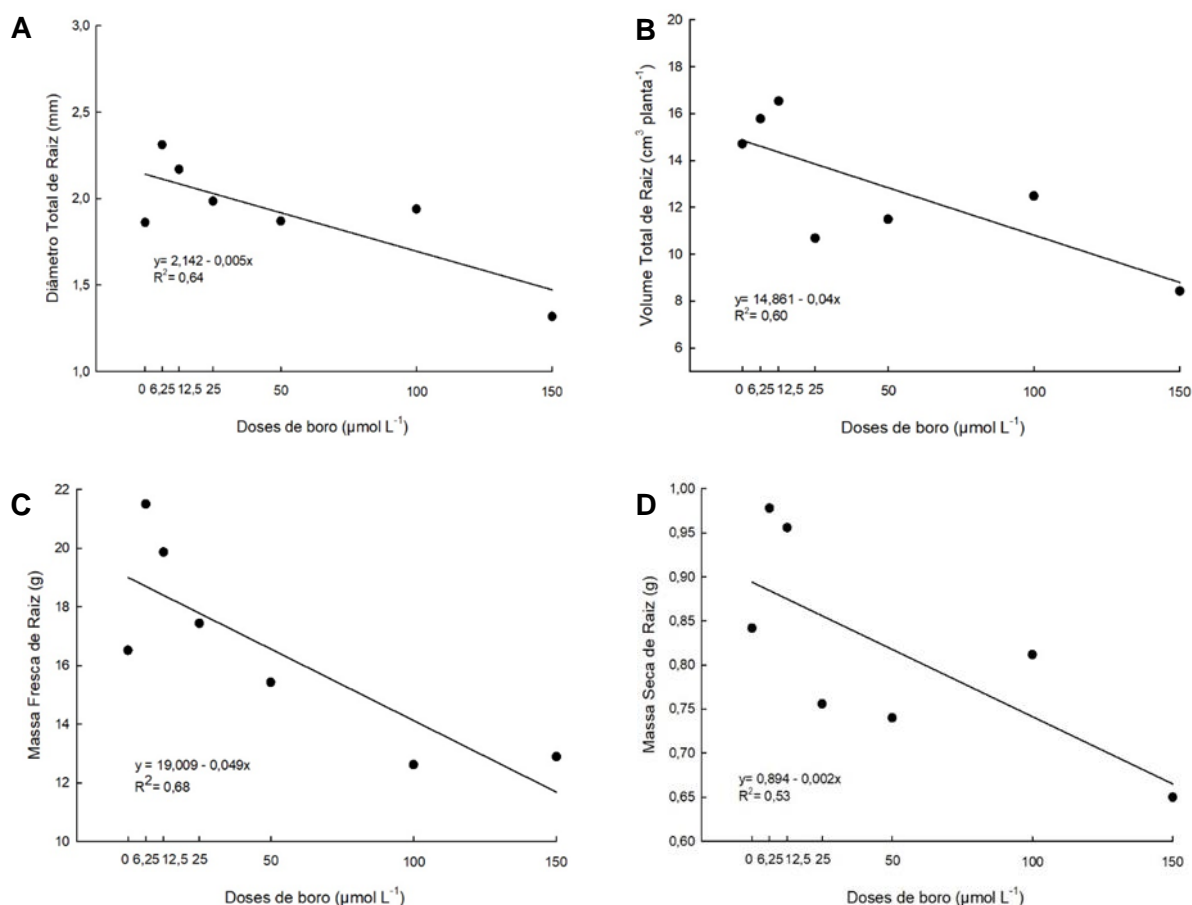 A
Diâmetro Total de Raiz (mm)
3,0
2,5
2,0
1,5
1,0
y= 2,142 - 0,005x
R²= 0,64
0 6,25 12,5 25 50 100 150
Doses de boro (µmol L⁻¹)
B
Volume Total de Raiz (cm³ planta⁻¹)
20
18
16
14
12
10
8
6
y= 14,861 - 0,04x
R²= 0,60
0 6,25 12,5 25 50 100 150
Doses de boro (µmol L⁻¹)
C
Massa Fresca de Raiz (g)
22
20
18
16
14
12
10
y = 19,009 - 0,049x
R²= 0,68
0 6,25 12,5 25 50 100 150
Doses de boro (µmol L⁻¹)
D
Massa Seca de Raiz (g)
1,00
0,95
0,90
0,85
0,80
0,75
0,70
0,65
0,60
y= 0,894 - 0,002x
R²= 0,53
0 6,25 12,5 25 50 100 150
Doses de boro (µmol L⁻¹)